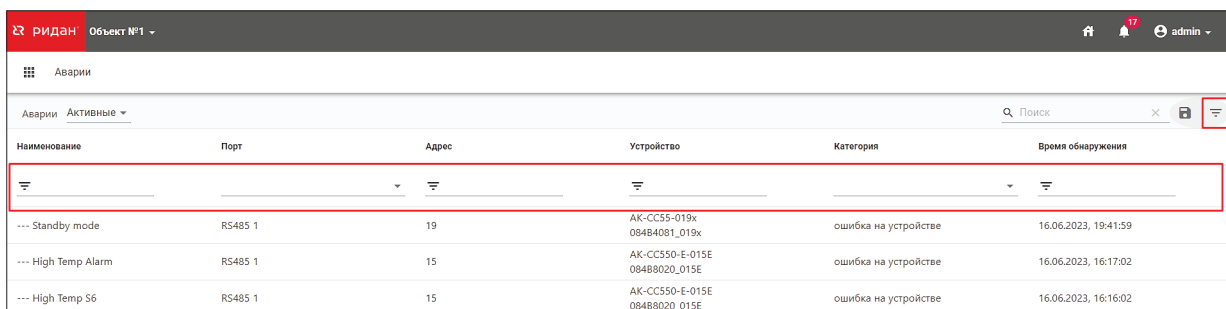 ридан Объект №1 17 admin
Аварии
Аварии Активные Поиск
Наименование Порт Адрес Устройство Категория Время обнаружения
--- Standby mode RS485 1 19 AK-CC55-019x ошибка на устройстве 16.06.2023, 19:41:59
084B4081_019x
--- High Temp Alarm RS485 1 15 AK-CC550-E-015E ошибка на устройстве 16.06.2023, 16:17:02
084B8020_015E
--- High Temp S6 RS485 1 15 AK-CC550-E-015E ошибка на устройстве 16.06.2023, 16:16:02
084B8020_015E